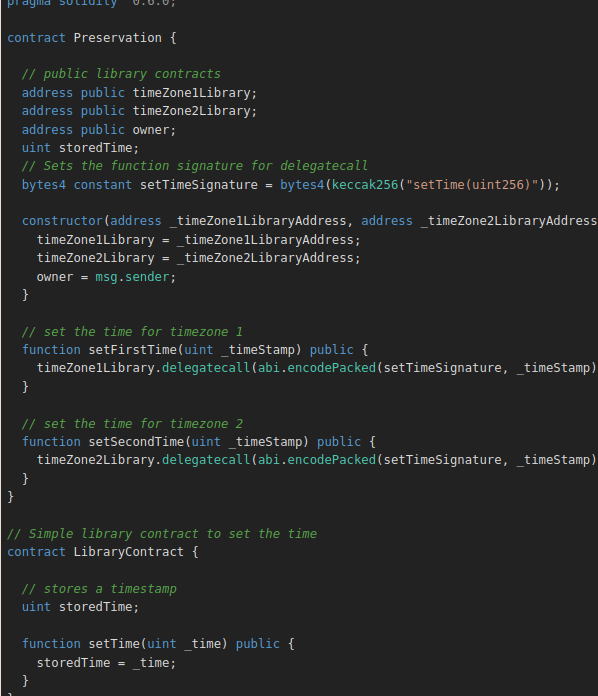 pragma solidity ^0.6.0;
contract Preservation {
// public library contracts
address public timeZone1Library;
address public timeZone2Library;
address public owner;
uint storedTime;
// Sets the function signature for delegatecall
bytes4 constant setTimeSignature = bytes4(keccak256("setTime(uint256)"));
constructor(address _timeZone1LibraryAddress, address _timeZone2LibraryAddress
timeZone1Library = _timeZone1LibraryAddress;
timeZone2Library = _timeZone2LibraryAddress;
owner = msg.sender;
}
// set the time for timezone 1
function setFirstTime(uint _timeStamp) public {
timeZone1Library.delegatecall(abi.encodePacked(setTimeSignature, _timeStamp)
}
// set the time for timezone 2
function setSecondTime(uint _timeStamp) public {
timeZone2Library.delegatecall(abi.encodePacked(setTimeSignature, _timeStamp)
}
}
// Simple library contract to set the time
contract LibraryContract {
// stores a timestamp
uint storedTime;
function setTime(uint _time) public {
storedTime = _time;
}
}